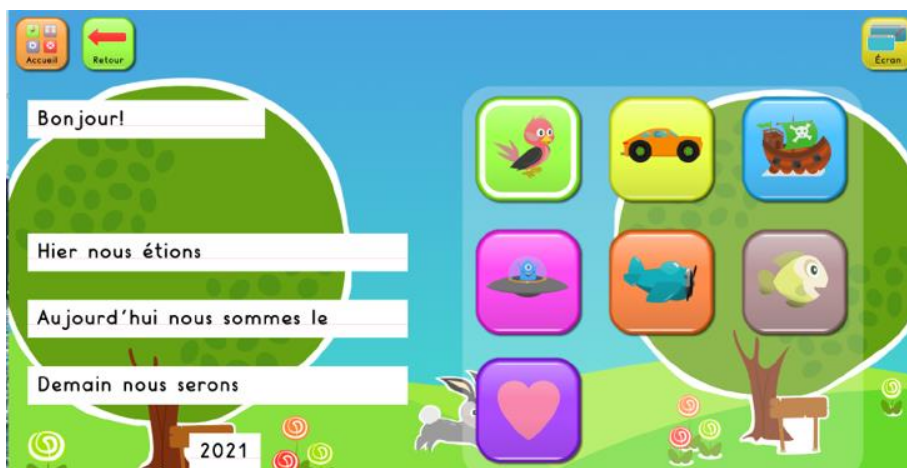 Accueil
Retour
Écran
Bonjour!
Hier nous étions
Aujourd'hui nous sommes le
Demain nous serons
2021